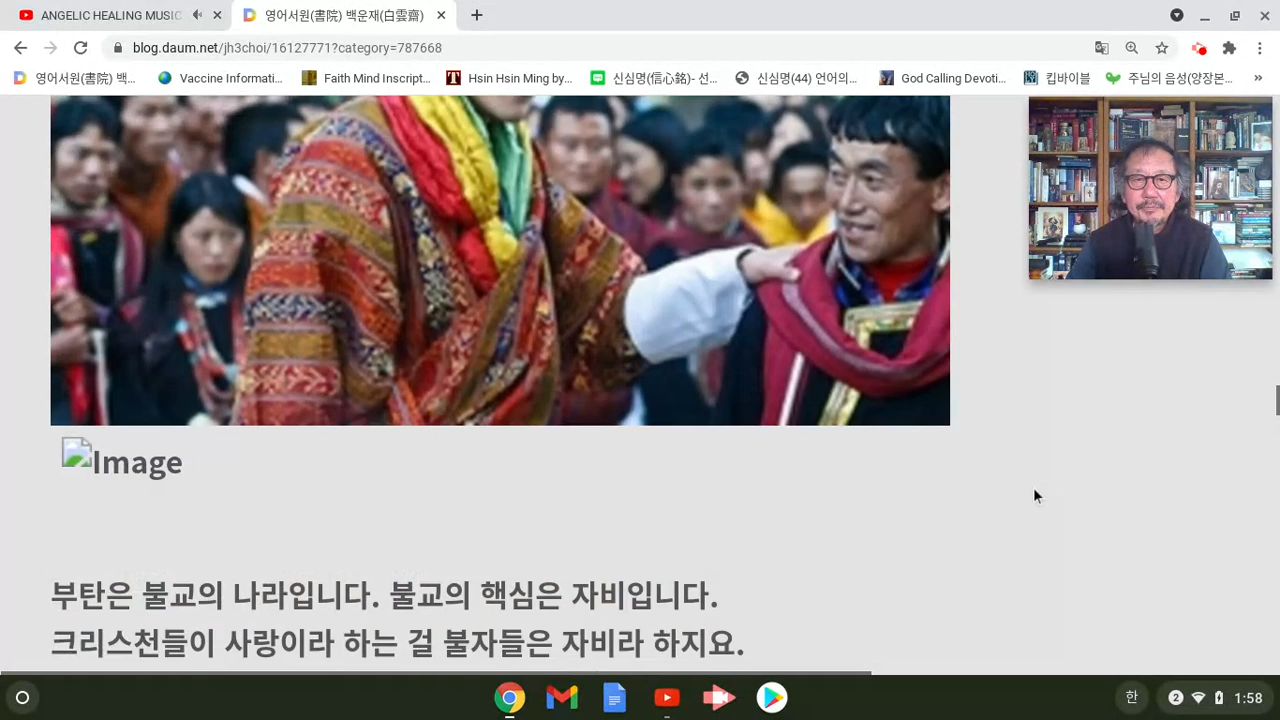 ANGELIC HEALING MUSIC
영어서원(書院) 백운재(白雲齋)
blog.daum.net/jh3choi/16127771?category=787668
영어서원(書院) 백...
Vaccine Informati...
Faith Mind Inscript...
Hsin Hsin Ming by...
신심명(信心銘)- 선...
신심명(44) 언어의...
God Calling Devoti...
킵바이블
주님의 음성(양장본...
Image
부탄은 불교의 나라입니다. 불교의 핵심은 자비입니다.
크리스천들이 사랑이라 하는 걸 불자들은 자비라 하지요.
한
2
1:58